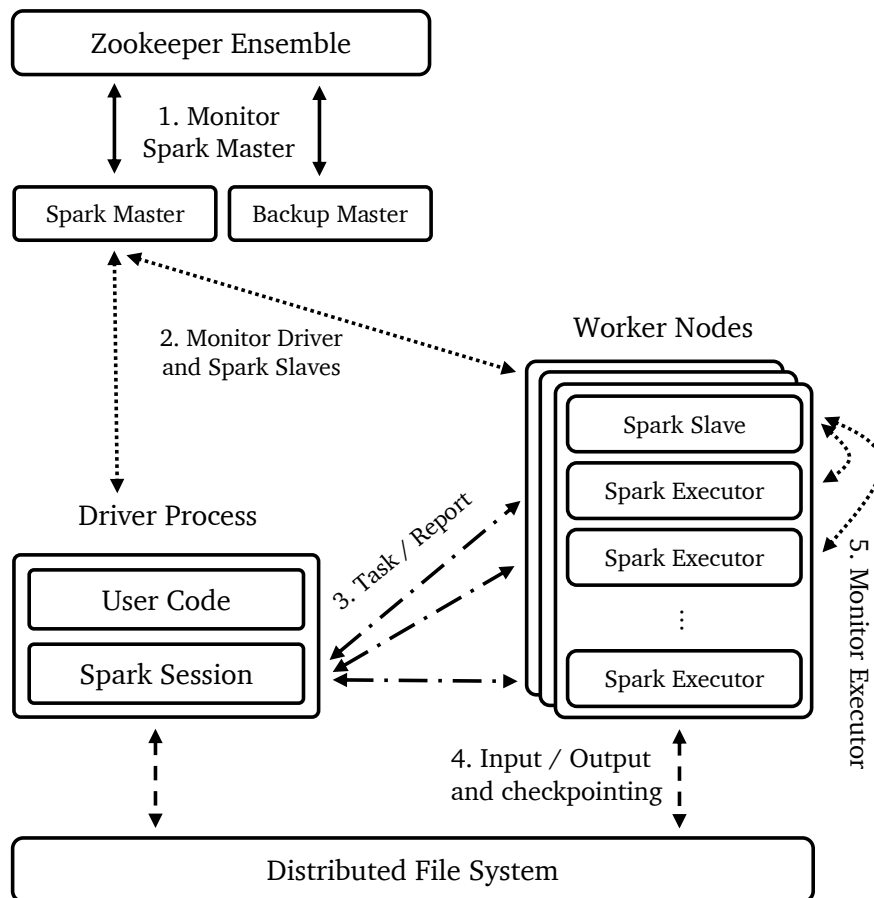 Zookeeper Ensemble
1. Monitor
Spark Master
Spark Master
Backup Master
2. Monitor Driver
and Spark Slaves
Worker Nodes
Spark Slave
Spark Executor
Spark Executor
⋮
Spark Executor
5. Monitor Executor
Driver Process
User Code
Spark Session
3. Task / Report
4. Input / Output
and checkpointing
Distributed File System